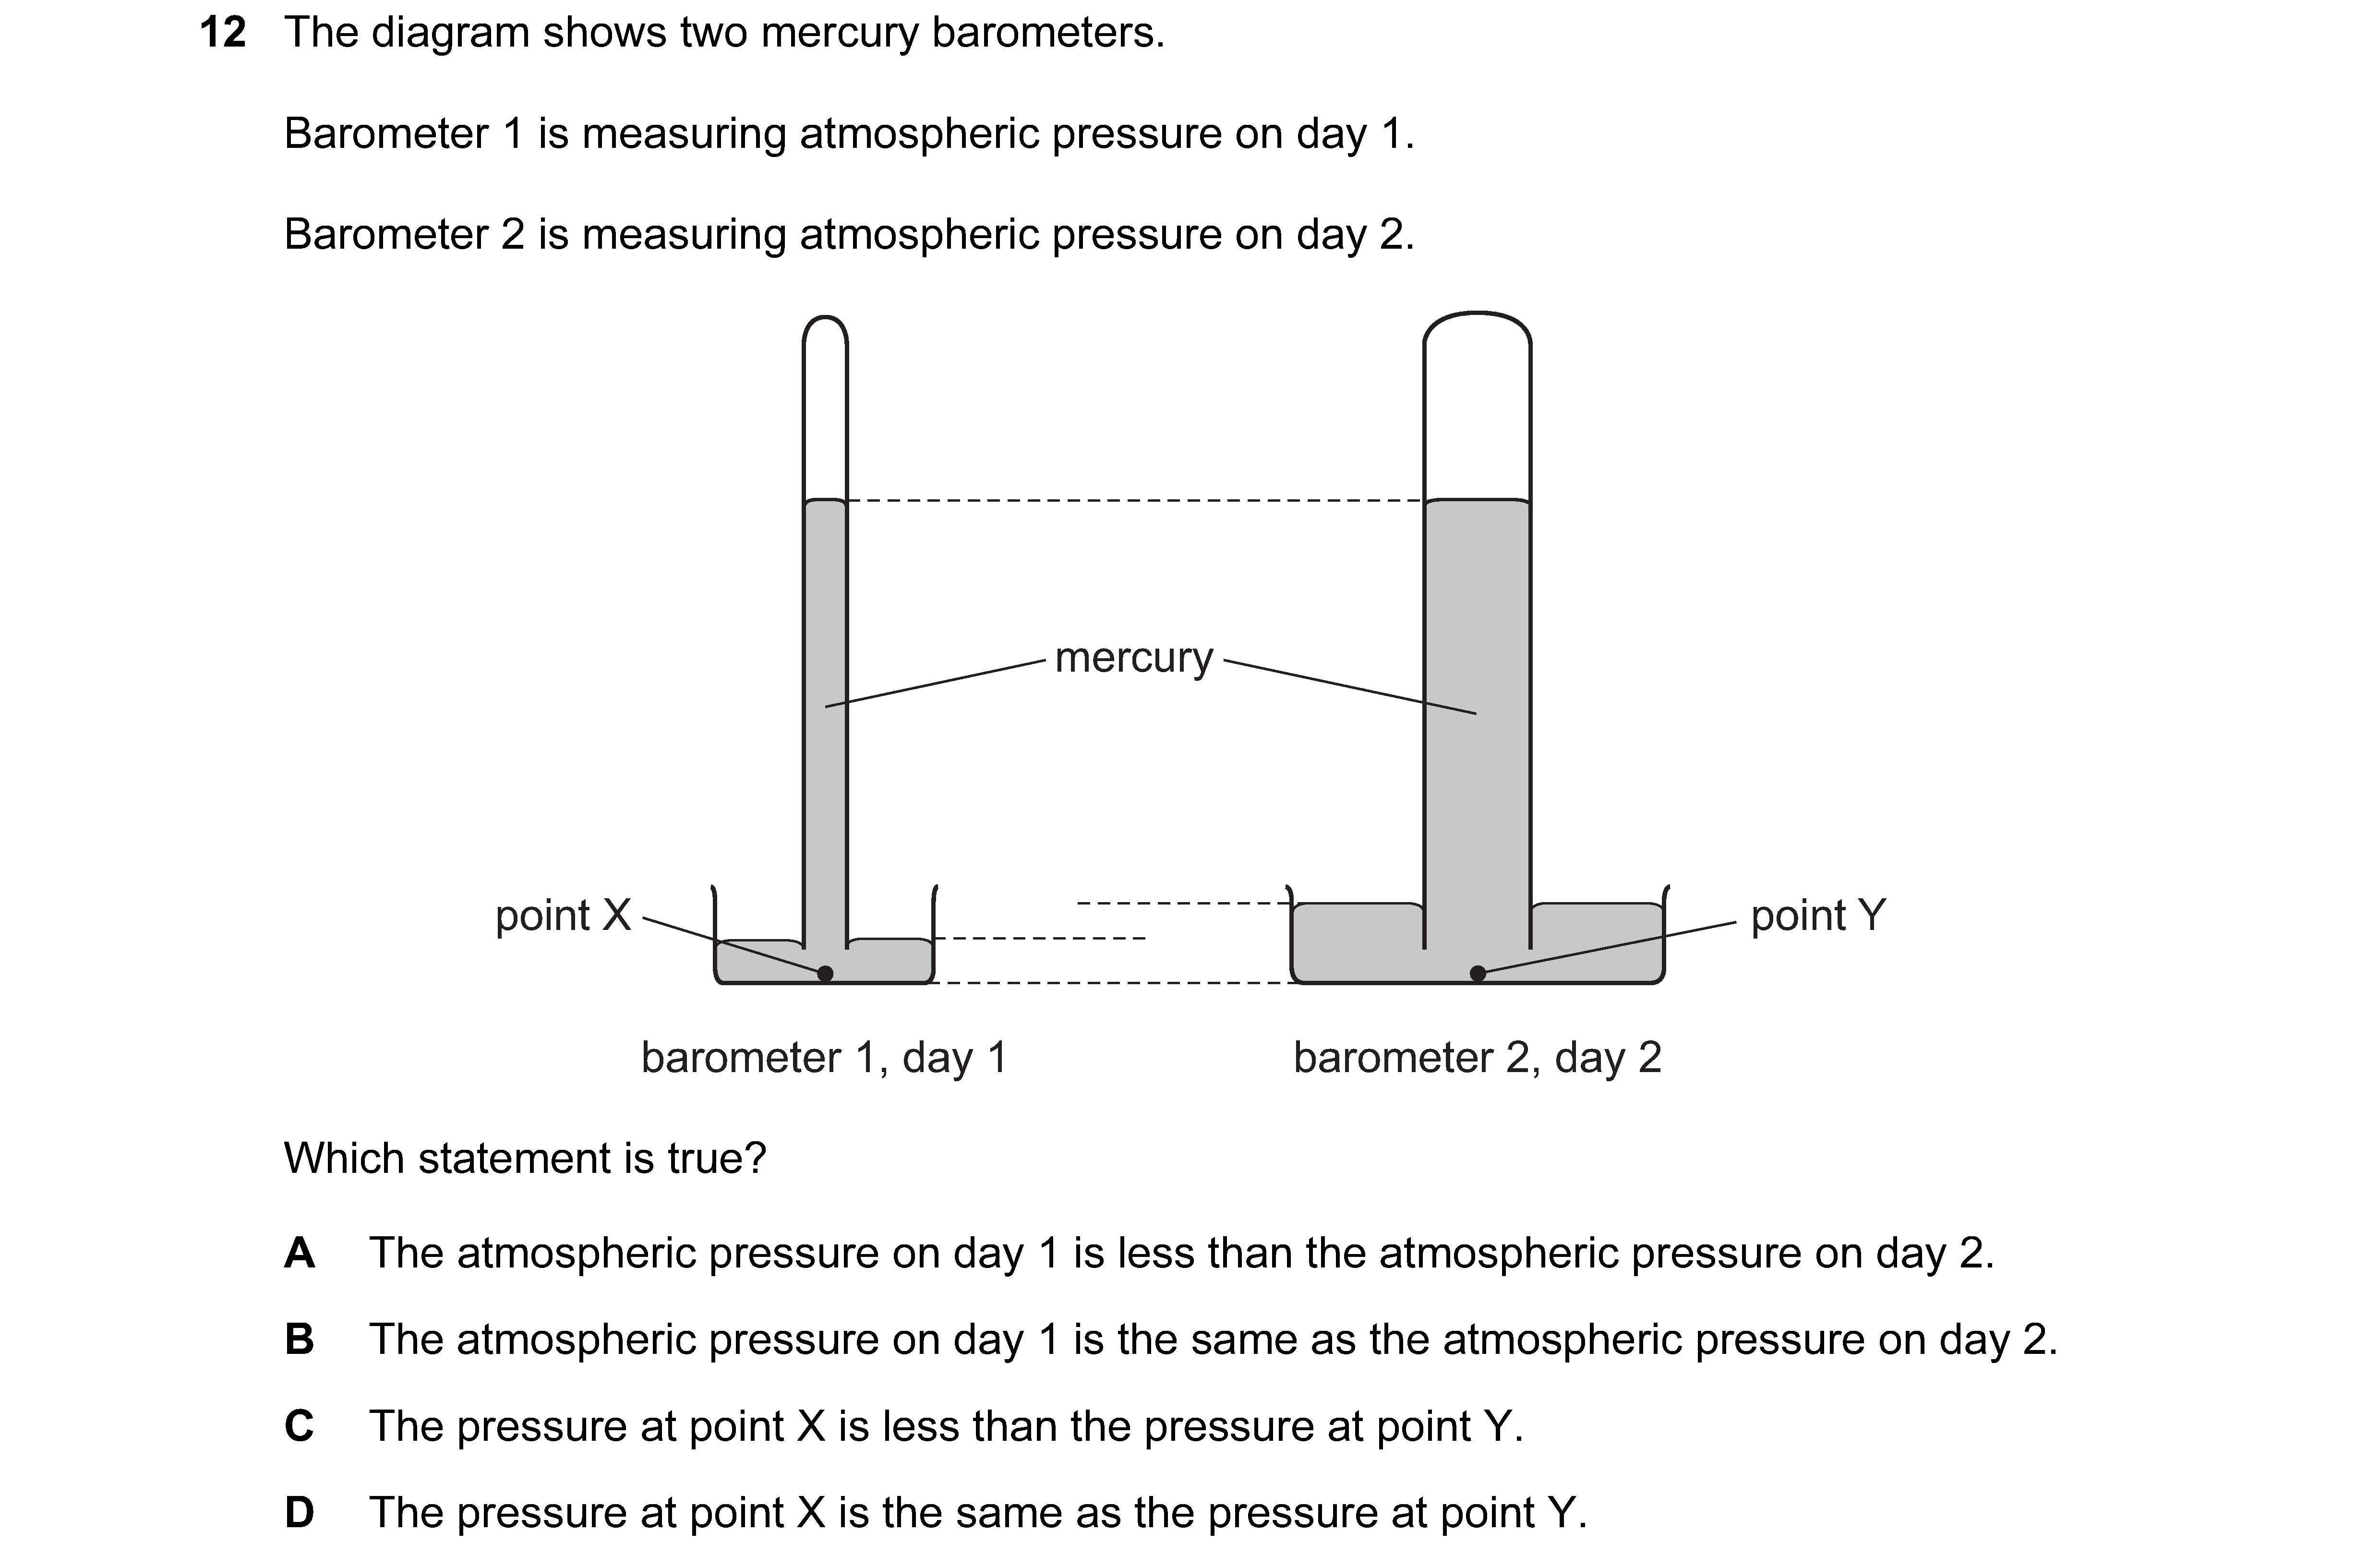 12 The diagram shows two mercury barometers.
Barometer 1 is measuring atmospheric pressure on day 1.
Barometer 2 is measuring atmospheric pressure on day 2.
mercury
point X
point Y
barometer 1, day 1
barometer 2, day 2
Which statement is true?
A The atmospheric pressure on day 1 is less than the atmospheric pressure on day 2.
B The atmospheric pressure on day 1 is the same as the atmospheric pressure on day 2.
C The pressure at point X is less than the pressure at point Y.
D The pressure at point X is the same as the pressure at point Y.